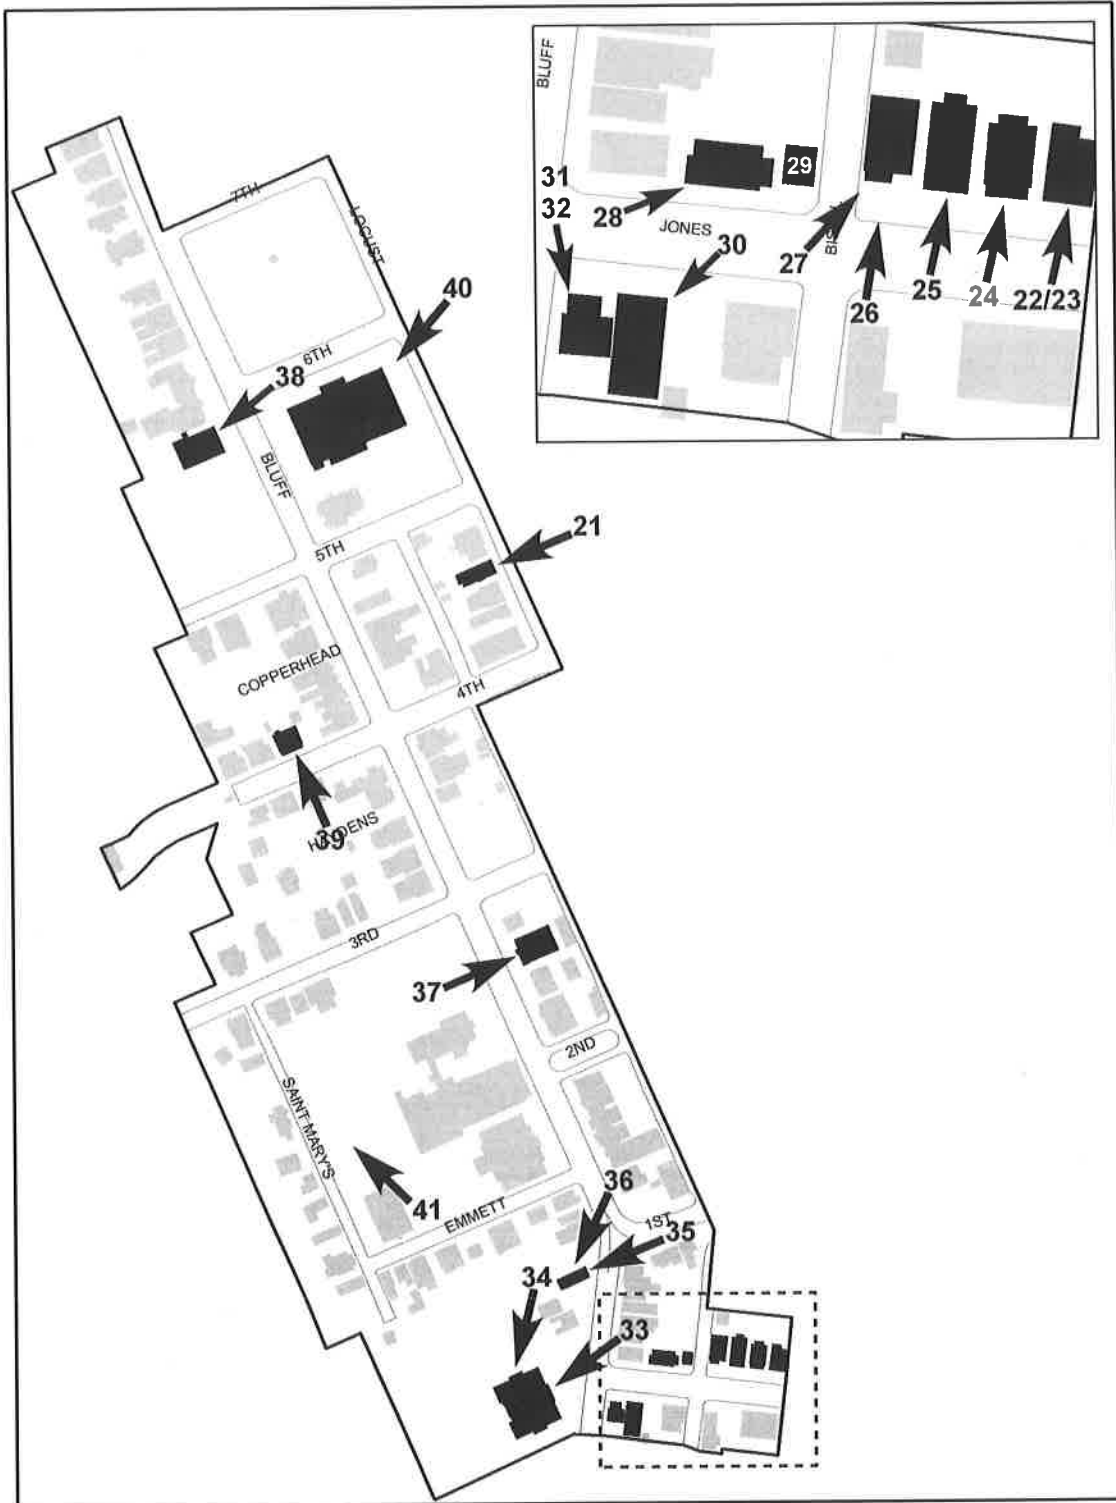 BLUFF
29
31
32
28
JONES
30
27
BIS
26
25
24
22/23
7TH
LOCUST
40
6TH
38
BLUFF
21
5TH
COPPERHEAD
4TH
39
3RD
37
2ND
SAINT MARY'S
36
41
EMMETT
1ST
35
34
33